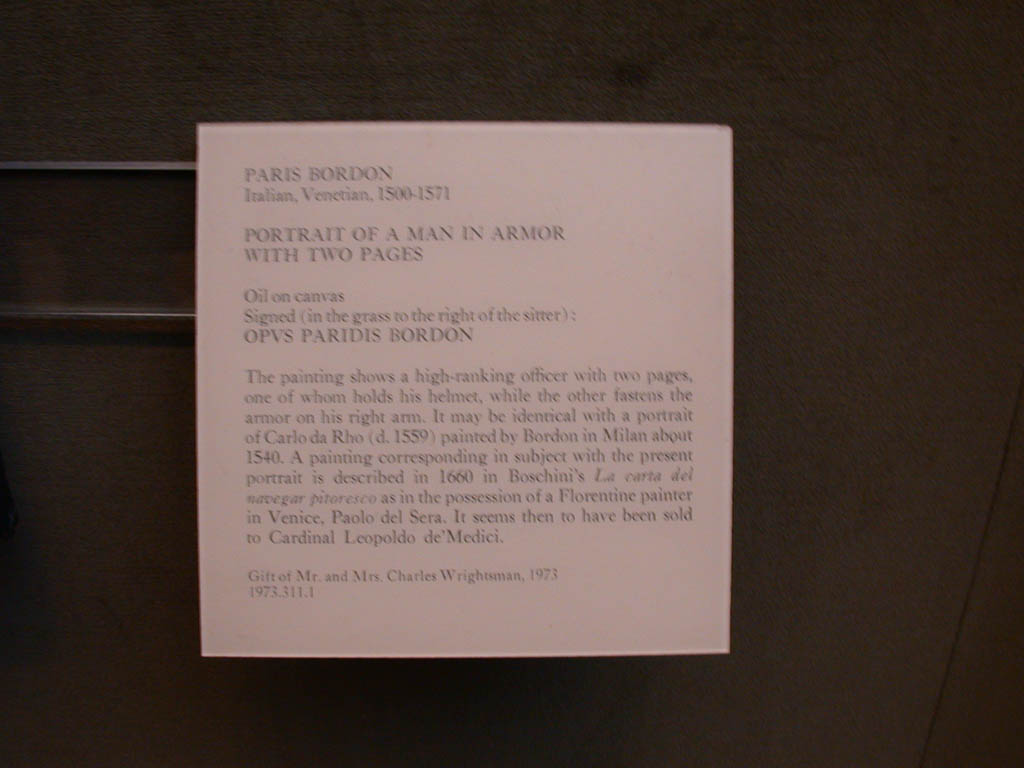 PARIS BORDON
Italian, Venetian, 1500-1571
PORTRAIT OF A MAN IN ARMOR
WITH TWO PAGES
Oil on canvas
Signed (in the grass to the right of the sitter):
OPVS PARIDIS BORDON
The painting shows a high-ranking officer with two pages,
one of whom holds his helmet, while the other fastens the
armor on his right arm. It may be identical with a portrait
of Carlo da Rho (d. 1559) painted by Bordon in Milan about
1540. A painting corresponding in subject with the present
portrait is described in 1660 in Boschini's La carta del
navegar pitoresco as in the possession of a Florentine painter
in Venice, Paolo del Sera. It seems then to have been sold
to Cardinal Leopoldo de'Medici.
Gift of Mr. and Mrs. Charles Wrightsman, 1973
1973.311.1